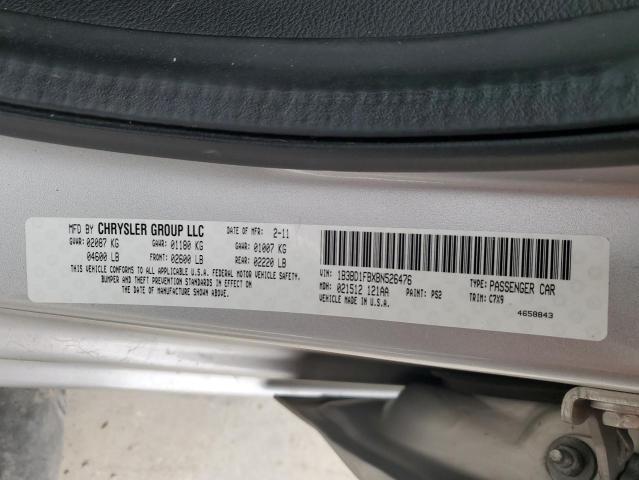 MFD BY CHRYSLER GROUP LLC DATE OF MFR: 2-11
GVWR: 02087 KG GAWR: 01180 KG GAWR: 01007 KG
04600 LB FRONT: 02600 LB REAR: 02220 LB
THIS VEHICLE CONFORMS TO ALL APPLICABLE U.S.A. FEDERAL MOTOR VEHICLE SAFETY,
BUMPER AND THEFT PREVENTION STANDARDS IN EFFECT ON
THE DATE OF MANUFACTURE SHOWN ABOVE.
VIN: 1B3BD1FBXBN526476 TYPE: PASSENGER CAR
MDH: 021512 121AA PAINT: PS2 TRIM: C7X9
VEHICLE MADE IN U.S.A.
4658843